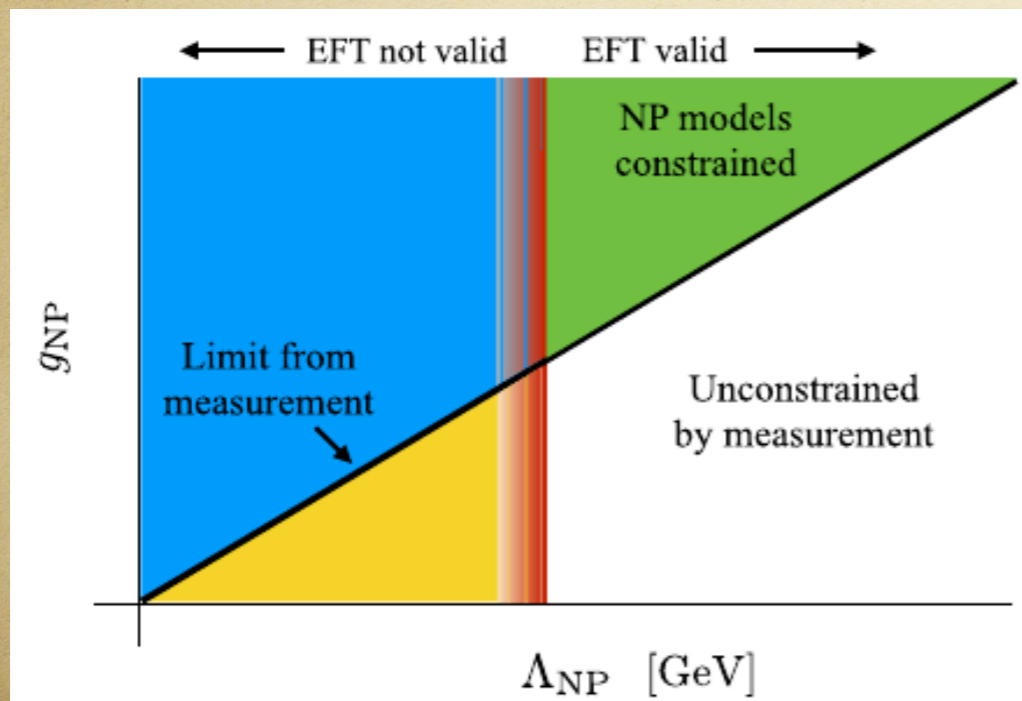 ← EFT not valid EFT valid →
NP models
constrained
g_NP
Limit from
measurement
Unconstrained
by measurement
Λ_NP [GeV]